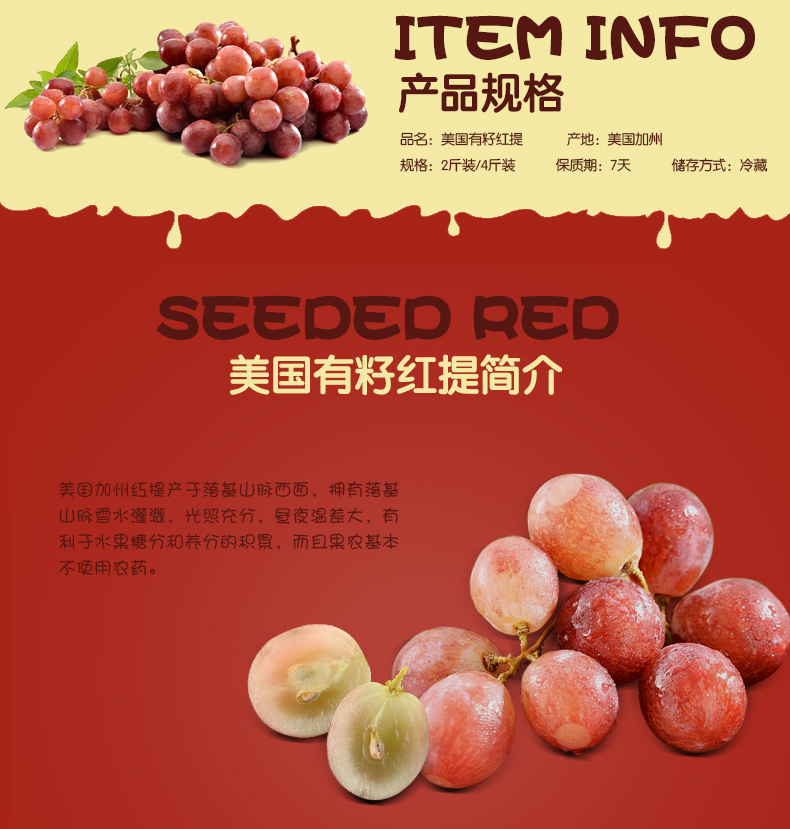 ITEM INFO
产品规格
品名：美国有籽红提 产地：美国加州
规格：2斤装/4斤装 保质期：7天 储存方式：冷藏
SEEDED RED
美国有籽红提简介
美国加州红提产于落基山脉西面，拥有落基
山脉雪水灌溉，光照充分，昼夜温差大，有
利于水果糖分和养分的积累，而且果农基本
不使用农药。